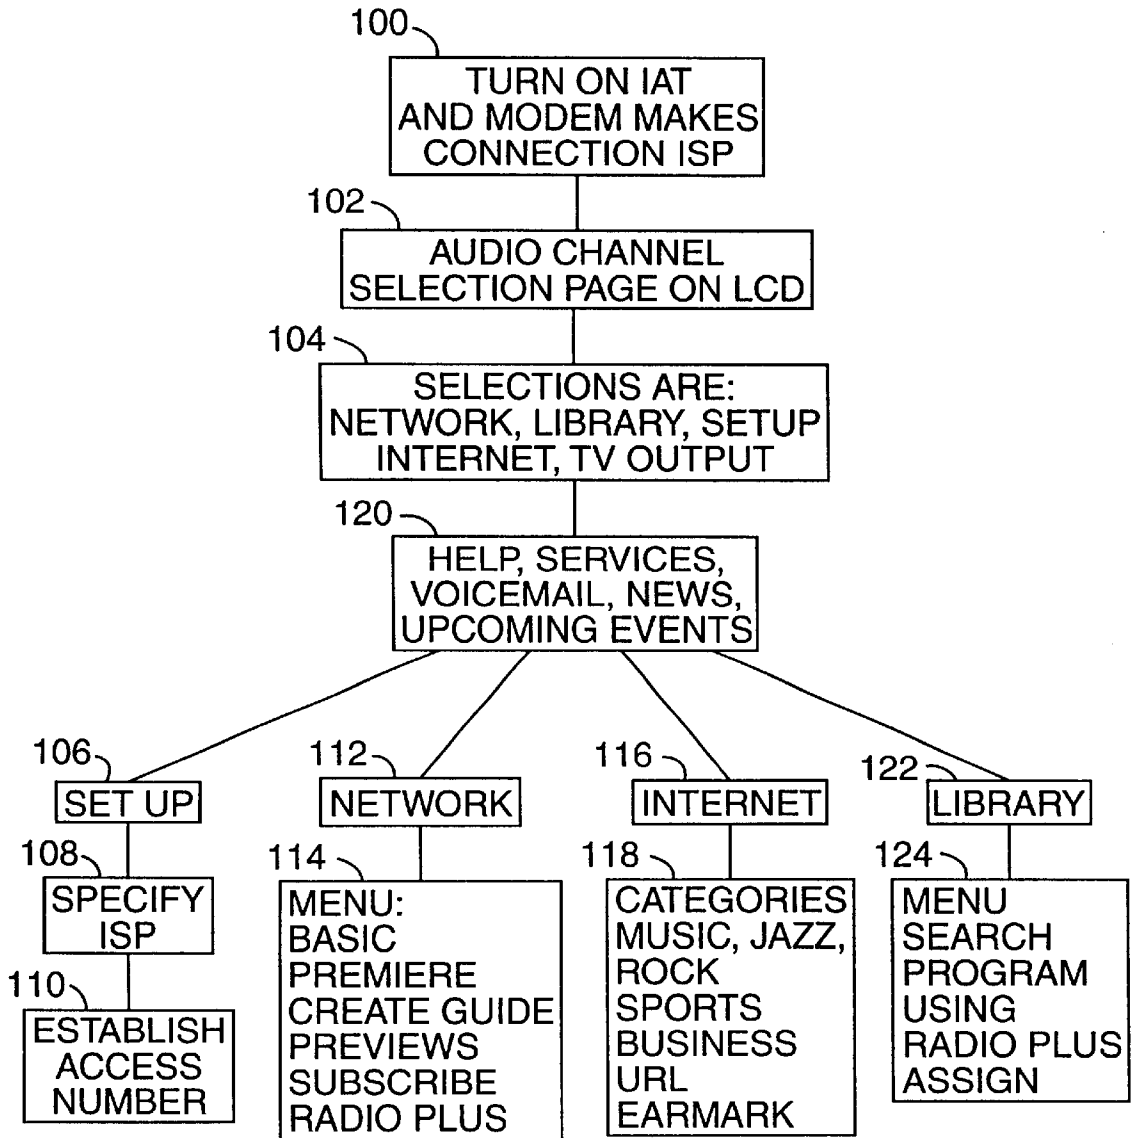 100
TURN ON IAT
AND MODEM MAKES
CONNECTION ISP
102
AUDIO CHANNEL
SELECTION PAGE ON LCD
104
SELECTIONS ARE:
NETWORK, LIBRARY, SETUP
INTERNET, TV OUTPUT
120
HELP, SERVICES,
VOICEMAIL, NEWS,
UPCOMING EVENTS
106
SET UP
108
SPECIFY
ISP
110
ESTABLISH
ACCESS
NUMBER
112
NETWORK
114
MENU:
BASIC
PREMIERE
CREATE GUIDE
PREVIEWS
SUBSCRIBE
RADIO PLUS
116
INTERNET
118
CATEGORIES
MUSIC, JAZZ,
ROCK
SPORTS
BUSINESS
URL
EARMARK
122
LIBRARY
124
MENU
SEARCH
PROGRAM
USING
RADIO PLUS
ASSIGN